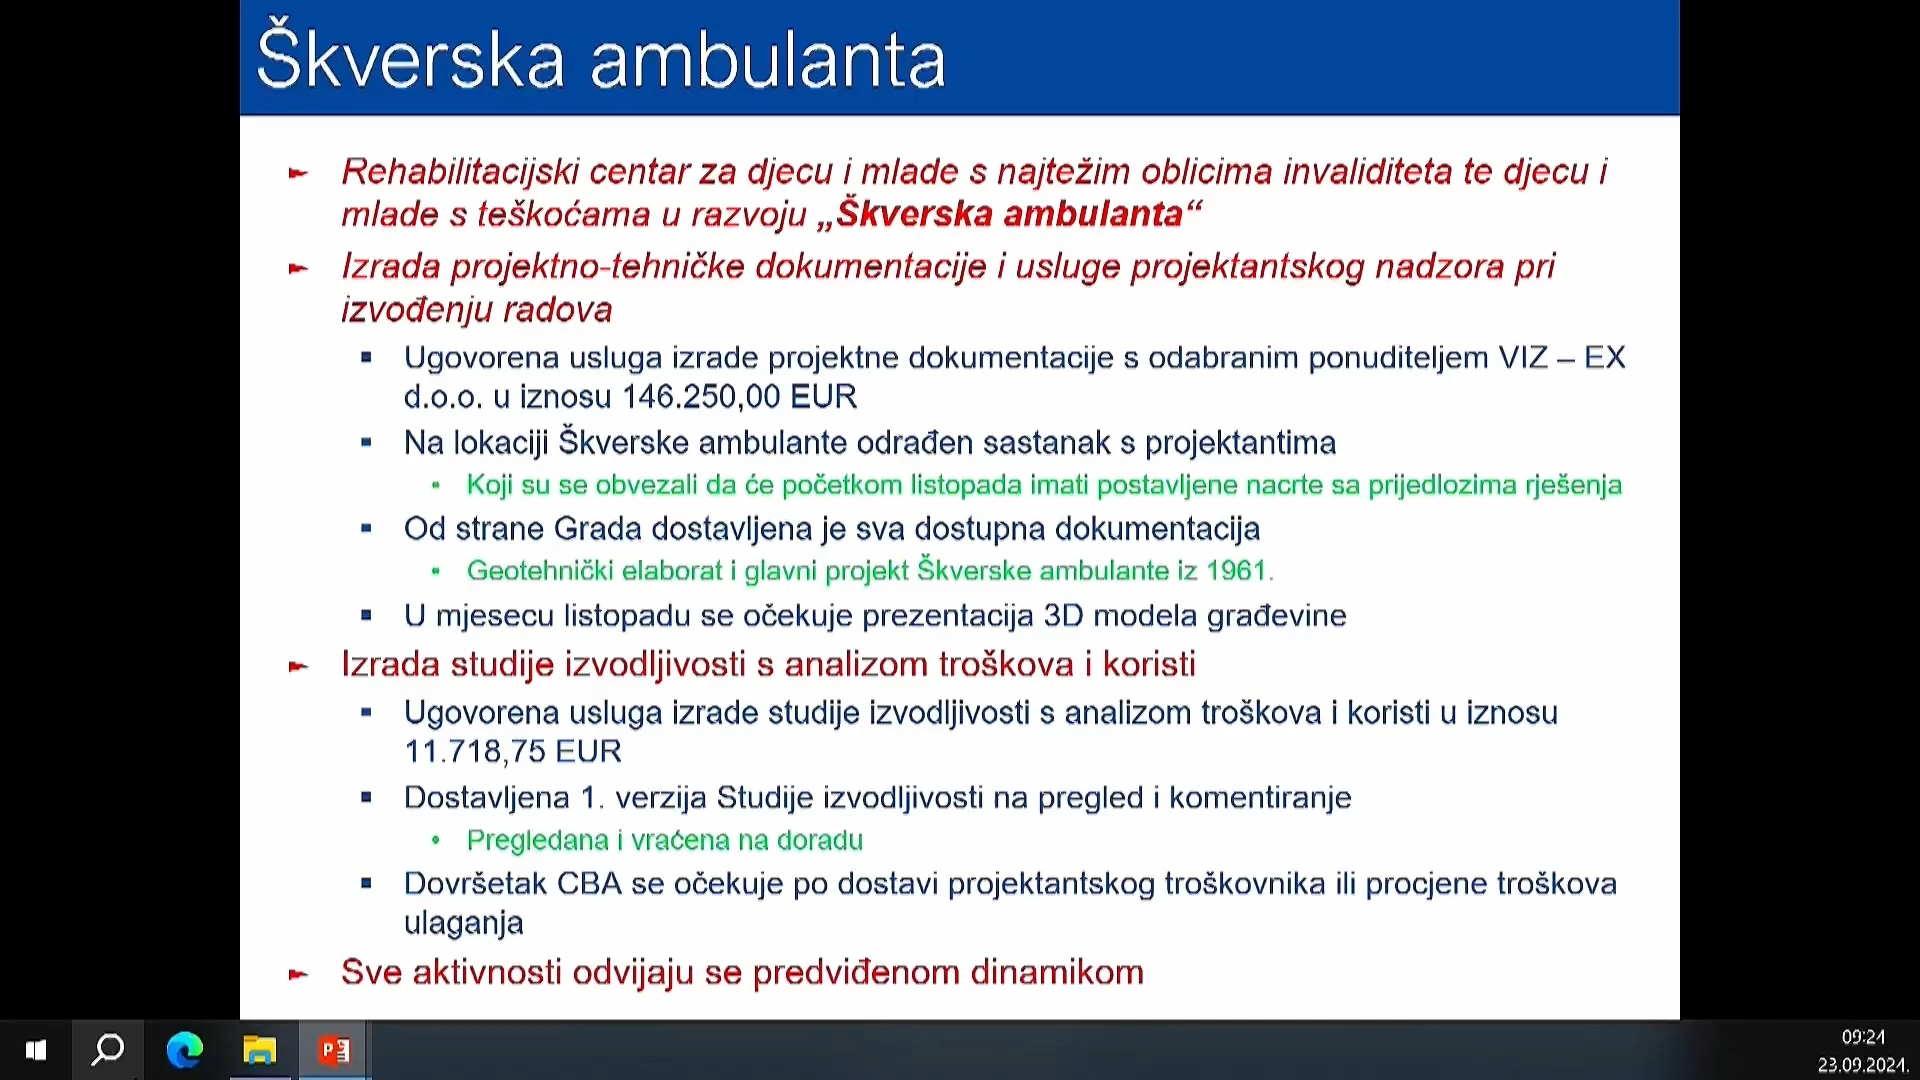 Škverska ambulanta
Rehabilitacijski centar za djecu i mlade s najtežim oblicima invaliditeta te djecu i
mlade s teškoćama u razvoju „Škverska ambulanta“
Izrada projektno-tehničke dokumentacije i usluge projektantskog nadzora pri
izvođenju radova
Ugovorena usluga izrade projektne dokumentacije s odabranim ponuditeljem VIZ – EX
d.o.o. u iznosu 146.250,00 EUR
Na lokaciji Škverske ambulante odrađen sastanak s projektantima
Koji su se obvezali da će početkom listopada imati postavljene nacrte sa prijedlozima rješenja
Od strane Grada dostavljena je sva dostupna dokumentacija
Geotehnički elaborat i glavni projekt Škverske ambulante iz 1961.
U mjesecu listopadu se očekuje prezentacija 3D modela građevine
Izrada studije izvodljivosti s analizom troškova i koristi
Ugovorena usluga izrade studije izvodljivosti s analizom troškova i koristi u iznosu
11.718,75 EUR
Dostavljena 1. verzija Studije izvodljivosti na pregled i komentiranje
Pregledana i vraćena na doradu
Dovršetak CBA se očekuje po dostavi projektantskog troškovnika ili procjene troškova
ulaganja
Sve aktivnosti odvijaju se predviđenom dinamikom
09:24
23.09.2024.